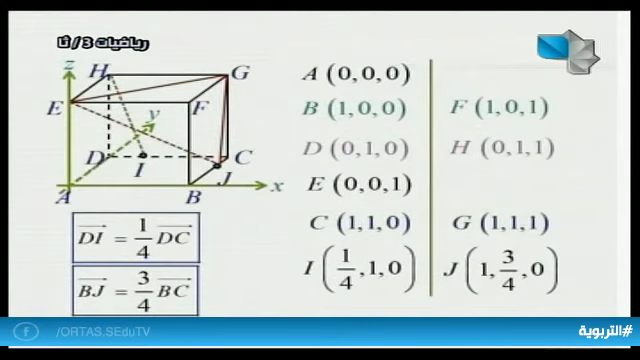 رياضيات 3 / ثا
z
H
G
E
F
y
D
I
C
J
A
B
x
A (0,0,0)
B (1,0,0)
F (1,0,1)
D (0,1,0)
H (0,1,1)
E (0,0,1)
C (1,1,0)
G (1,1,1)
I (1/4,1,0)
J (1,3/4,0)
DI = 1/4 DC
BJ = 3/4 BC
/ORTAS.SEduTV
#التربوية